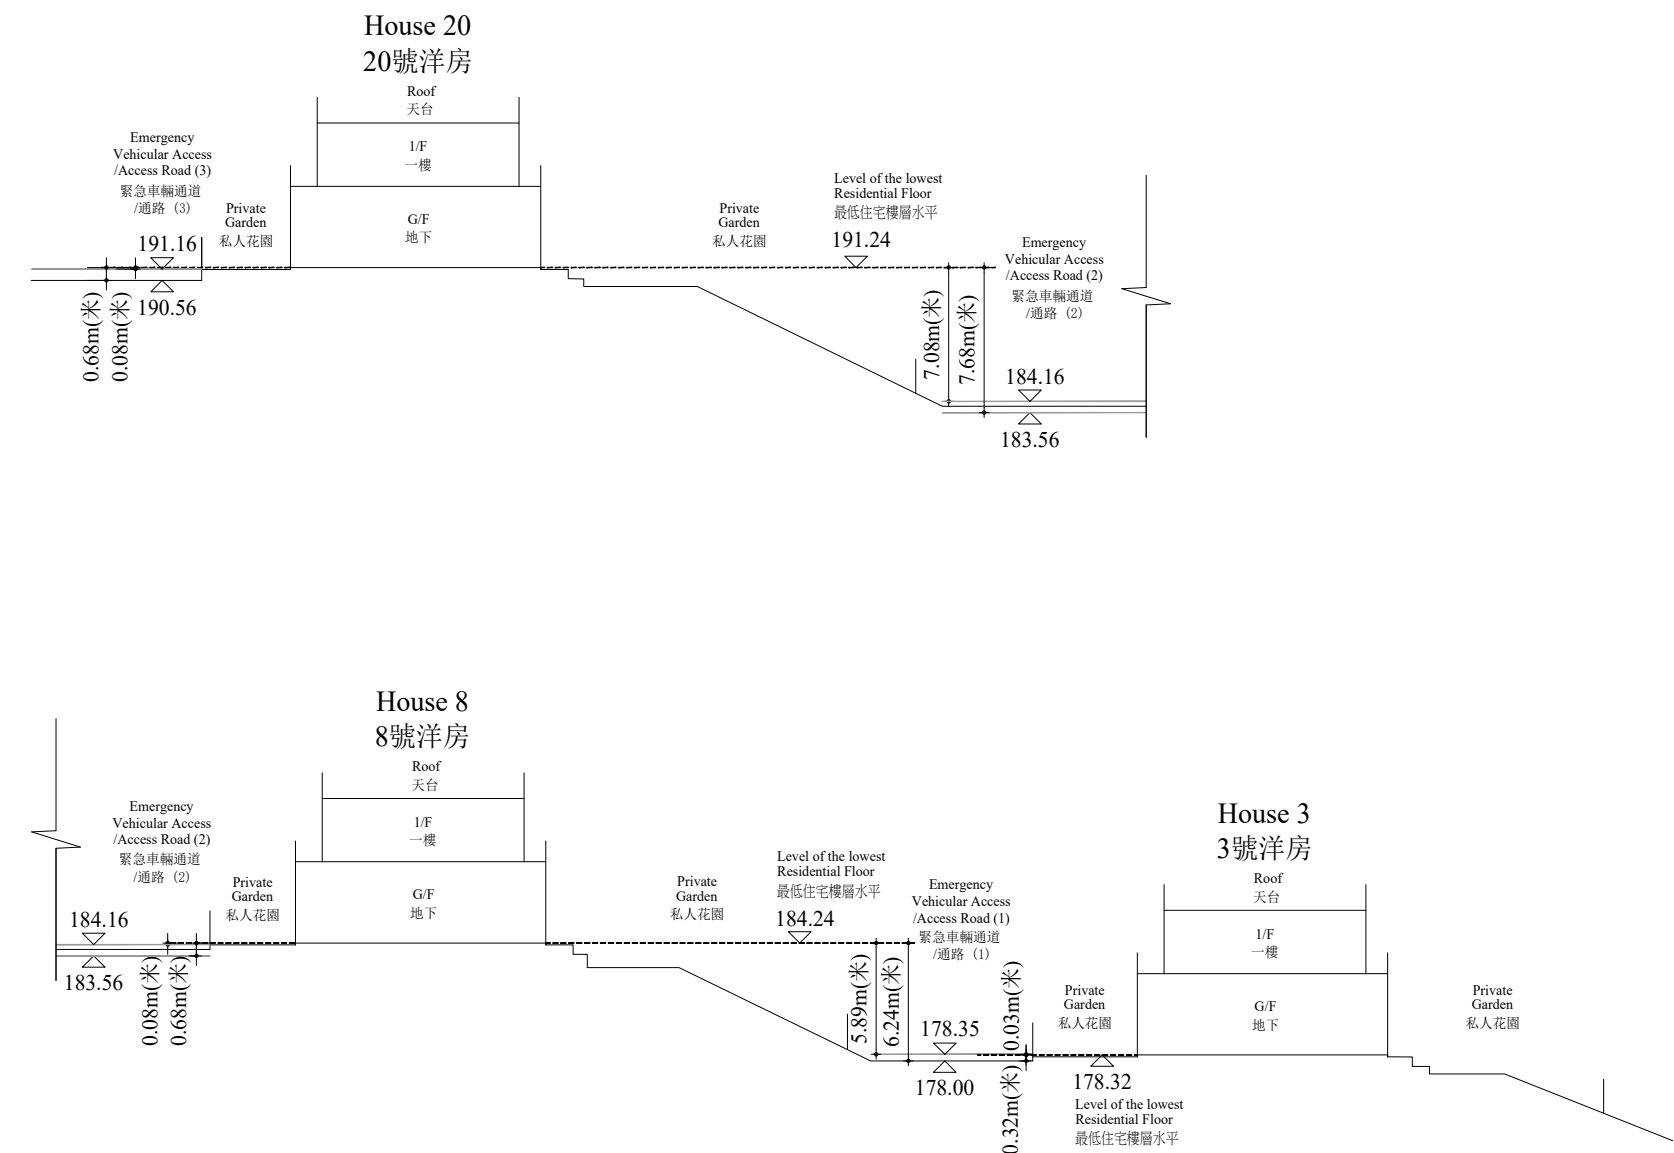 House 20
20號洋房
Roof
天台
1/F
一樓
G/F
地下
Emergency
Vehicular Access
/Access Road (3)
緊急車輛通道
/通路 (3)
191.16
190.56
0.68m(米)
0.08m(米)
Private
Garden
私人花園
Private
Garden
私人花園
Level of the lowest
Residential Floor
最低住宅樓層水平
191.24
7.08m(米)
7.68m(米)
Emergency
Vehicular Access
/Access Road (2)
緊急車輛通道
/通路 (2)
184.16
183.56
House 8
8號洋房
Roof
天台
1/F
一樓
G/F
地下
Emergency
Vehicular Access
/Access Road (2)
緊急車輛通道
/通路 (2)
184.16
183.56
0.08m(米)
0.68m(米)
Private
Garden
私人花園
Private
Garden
私人花園
Level of the lowest
Residential Floor
最低住宅樓層水平
184.24
5.89m(米)
6.24m(米)
Emergency
Vehicular Access
/Access Road (1)
緊急車輛通道
/通路 (1)
178.35
178.00
0.03m(米)
0.32m(米)
House 3
3號洋房
Roof
天台
1/F
一樓
G/F
地下
Private
Garden
私人花園
178.32
Level of the lowest
Residential Floor
最低住宅樓層水平
Private
Garden
私人花園